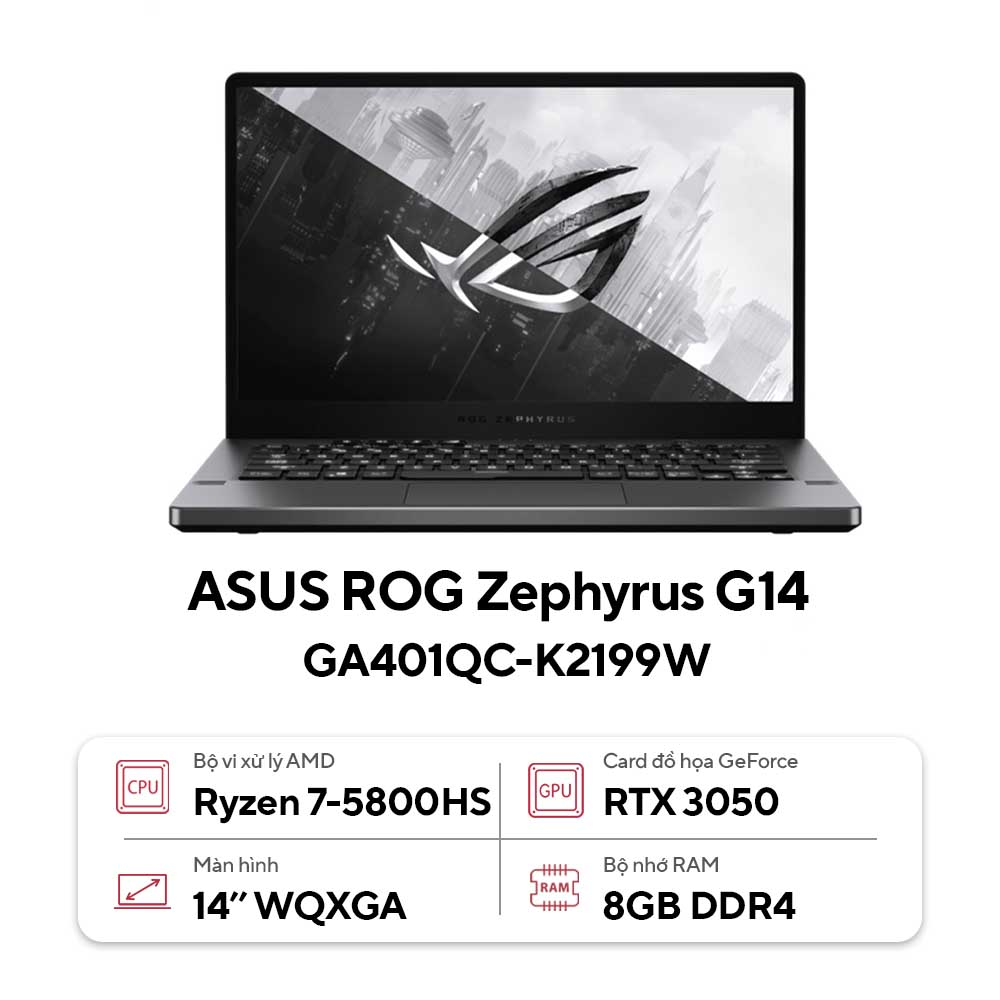 ROG ZEPHYRUS
ASUS ROG Zephyrus G14
GA401QC-K2199W
CPU
Bộ vi xử lý AMD
Ryzen 7-5800HS
GPU
Card đồ họa GeForce
RTX 3050
Màn hình
14″ WQXGA
RAM
Bộ nhớ RAM
8GB DDR4